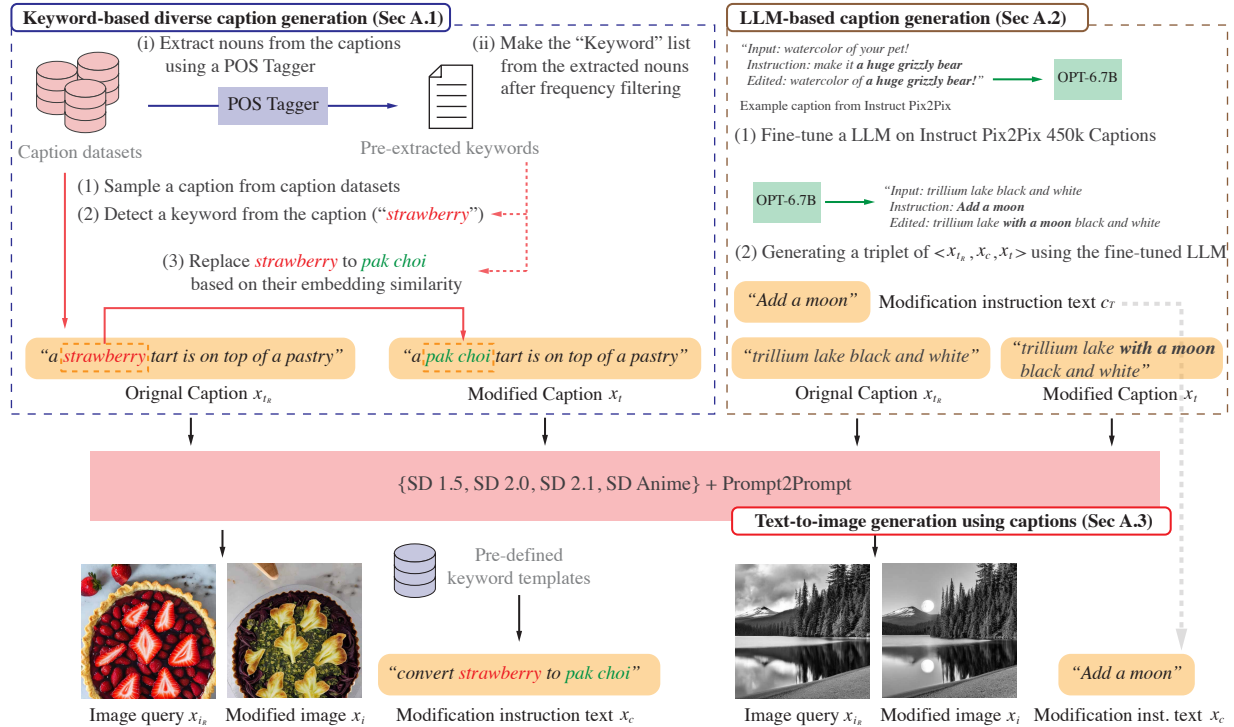 Keyword-based diverse caption generation (Sec A.1)
(i) Extract nouns from the captions
using a POS Tagger
(ii) Make the “Keyword” list
from the extracted nouns
after frequency filtering
POS Tagger
Caption datasets
Pre-extracted keywords
(1) Sample a caption from caption datasets
(2) Detect a keyword from the caption (“strawberry”)
(3) Replace strawberry to pak choi
based on their embedding similarity
“a strawberry tart is on top of a pastry”
“a pak choi tart is on top of a pastry”
Orignal Caption x_{t_R}
Modified Caption x_t
LLM-based caption generation (Sec A.2)
“Input: watercolor of your pet!
Instruction: make it a huge grizzly bear
Edited: watercolor of a huge grizzly bear!”
OPT-6.7B
Example caption from Instruct Pix2Pix
(1) Fine-tune a LLM on Instruct Pix2Pix 450k Captions
OPT-6.7B
“Input: trillium lake black and white
Instruction: Add a moon
Edited: trillium lake with a moon black and white
(2) Generating a triplet of <x_{t_R}, x_c, x_t> using the fine-tuned LLM
“Add a moon”
Modification instruction text c_T
“trillium lake black and white”
“trillium lake with a moon
black and white”
Orignal Caption x_{t_R}
Modified Caption x_t
{SD 1.5, SD 2.0, SD 2.1, SD Anime} + Prompt2Prompt
Text-to-image generation using captions (Sec A.3)
Pre-defined
keyword templates
“convert strawberry to pak choi”
“Add a moon”
Image query x_{i_R}
Modified image x_i
Modification instruction text x_c
Image query x_{i_R}
Modified image x_i
Modification inst. text x_c